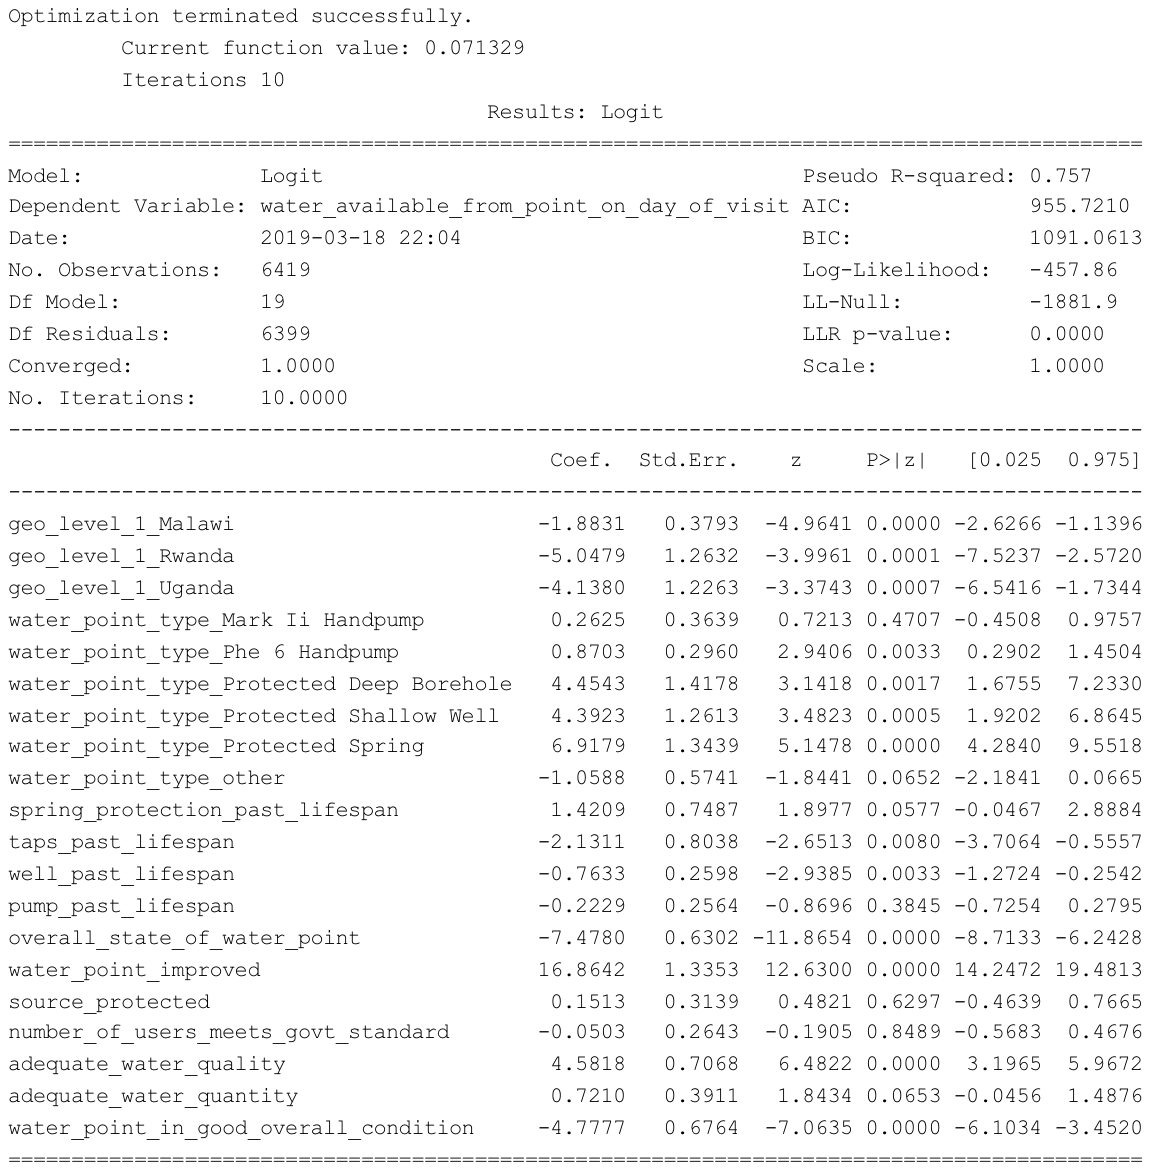 Optimization terminated successfully.
         Current function value: 0.071329
         Iterations 10
                                      Results: Logit
==========================================================================================
Model:              Logit                                      Pseudo R-squared: 0.757
Dependent Variable: water_available_from_point_on_day_of_visit AIC:              955.7210
Date:               2019-03-18 22:04                           BIC:              1091.0613
No. Observations:   6419                                       Log-Likelihood:   -457.86
Df Model:           19                                         LL-Null:          -1881.9
Df Residuals:       6399                                       LLR p-value:      0.0000
Converged:          1.0000                                     Scale:            1.0000
No. Iterations:     10.0000
------------------------------------------------------------------------------------------
                                           Coef.  Std.Err.    z     P>|z|   [0.025  0.975]
------------------------------------------------------------------------------------------
geo_level_1_Malawi                        -1.8831   0.3793  -4.9641 0.0000 -2.6266 -1.1396
geo_level_1_Rwanda                        -5.0479   1.2632  -3.9961 0.0001 -7.5237 -2.5720
geo_level_1_Uganda                        -4.1380   1.2263  -3.3743 0.0007 -6.5416 -1.7344
water_point_type_Mark Ii Handpump          0.2625   0.3639   0.7213 0.4707 -0.4508  0.9757
water_point_type_Phe 6 Handpump            0.8703   0.2960   2.9406 0.0033  0.2902  1.4504
water_point_type_Protected Deep Borehole   4.4543   1.4178   3.1418 0.0017  1.6755  7.2330
water_point_type_Protected Shallow Well    4.3923   1.2613   3.4823 0.0005  1.9202  6.8645
water_point_type_Protected Spring          6.9179   1.3439   5.1478 0.0000  4.2840  9.5518
water_point_type_other                    -1.0588   0.5741  -1.8441 0.0652 -2.1841  0.0665
spring_protection_past_lifespan            1.4209   0.7487   1.8977 0.0577 -0.0467  2.8884
taps_past_lifespan                        -2.1311   0.8038  -2.6513 0.0080 -3.7064 -0.5557
well_past_lifespan                        -0.7633   0.2598  -2.9385 0.0033 -1.2724 -0.2542
pump_past_lifespan                        -0.2229   0.2564  -0.8696 0.3845 -0.7254  0.2795
overall_state_of_water_point              -7.4780   0.6302 -11.8654 0.0000 -8.7133 -6.2428
water_point_improved                      16.8642   1.3353  12.6300 0.0000 14.2472 19.4813
source_protected                           0.1513   0.3139   0.4821 0.6297 -0.4639  0.7665
number_of_users_meets_govt_standard       -0.0503   0.2643  -0.1905 0.8489 -0.5683  0.4676
adequate_water_quality                     4.5818   0.7068   6.4822 0.0000  3.1965  5.9672
adequate_water_quantity                    0.7210   0.3911   1.8434 0.0653 -0.0456  1.4876
water_point_in_good_overall_condition     -4.7777   0.6764  -7.0635 0.0000 -6.1034 -3.4520
==========================================================================================